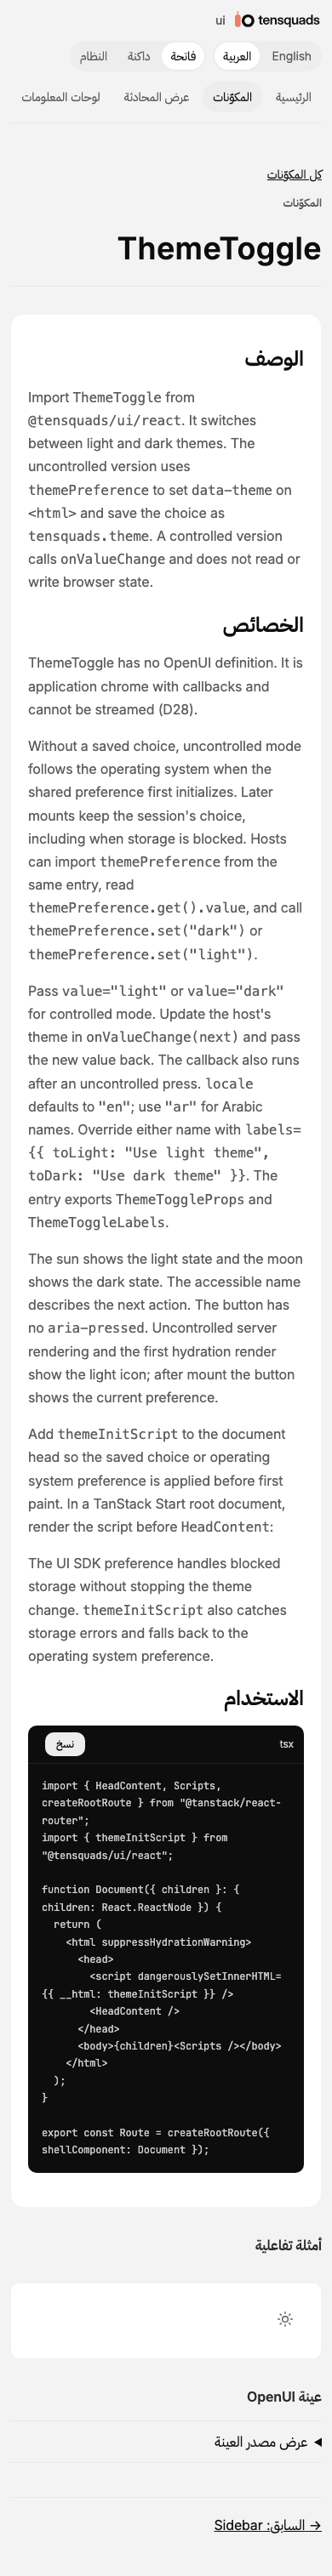 ui tensquads
English العربية فاتحة داكنة النظام
الرئيسية المكوّنات عرض المحادثة لوحات المعلومات
كل المكوّنات
المكوّنات
ThemeToggle
الوصف
Import ThemeToggle from
@tensquads/ui/react. It switches
between light and dark themes. The
uncontrolled version uses
themePreference to set data-theme on
<html> and save the choice as
tensquads.theme. A controlled version
calls onValueChange and does not read or
write browser state.
الخصائص
ThemeToggle has no OpenUI definition. It is
application chrome with callbacks and
cannot be streamed (D28).
Without a saved choice, uncontrolled mode
follows the operating system when the
shared preference first initializes. Later
mounts keep the session's choice,
including when storage is blocked. Hosts
can import themePreference from the
same entry, read
themePreference.get().value, and call
themePreference.set("dark") or
themePreference.set("light").
Pass value="light" or value="dark"
for controlled mode. Update the host's
theme in onValueChange(next) and pass
the new value back. The callback also runs
after an uncontrolled press. locale
defaults to "en"; use "ar" for Arabic
names. Override either name with labels=
{{ toLight: "Use light theme",
toDark: "Use dark theme" }}. The
entry exports ThemeToggleProps and
ThemeToggleLabels.
The sun shows the light state and the moon
shows the dark state. The accessible name
describes the next action. The button has
no aria-pressed. Uncontrolled server
rendering and the first hydration render
show the light icon; after mount the button
shows the current preference.
Add themeInitScript to the document
head so the saved choice or operating
system preference is applied before first
paint. In a TanStack Start root document,
render the script before HeadContent:
The UI SDK preference handles blocked
storage without stopping the theme
change. themeInitScript also catches
storage errors and falls back to the
operating system preference.
الاستخدام
tsx نسخ
import { HeadContent, Scripts,
createRootRoute } from "@tanstack/react-
router";
import { themeInitScript } from
"@tensquads/ui/react";
function Document({ children }: {
children: React.ReactNode }) {
return (
<html suppressHydrationWarning>
<head>
<script dangerouslySetInnerHTML=
{{ __html: themeInitScript }} />
<HeadContent />
</head>
<body>{children}<Scripts /></body>
</html>
);
}
export const Route = createRootRoute({
shellComponent: Document });
أمثلة تفاعلية
عينة OpenUI
◀ عرض مصدر العينة
→ السابق: Sidebar